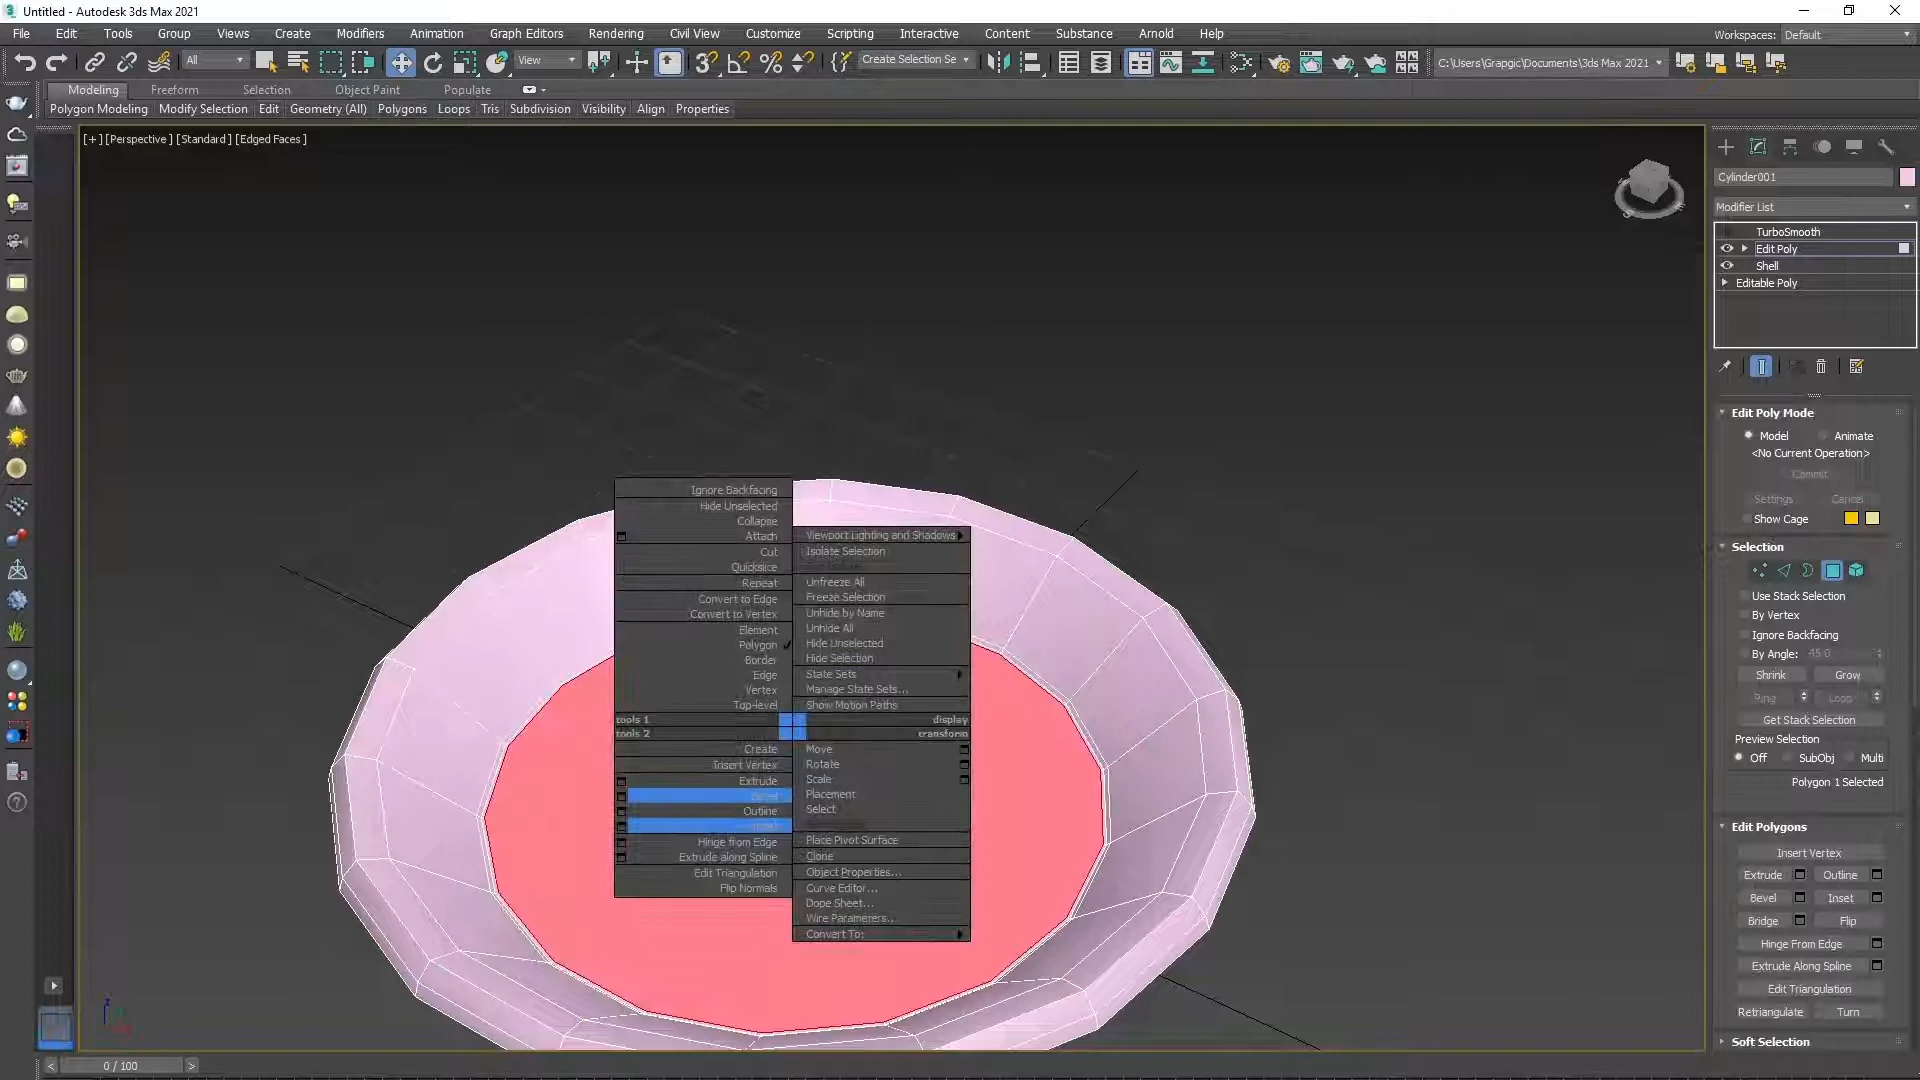 Untitled - Autodesk 3ds Max 2021
File Edit Tools Group Views Create Modifiers Animation Graph Editors Rendering Civil View Customize Scripting Interactive Content Substance Arnold Help
Workspaces: Default
All View Create Selection Se C:\Users\Grapgic\Documents\3ds Max 2021
Modeling Freeform Selection Object Paint Populate
Polygon Modeling Modify Selection Edit Geometry (All) Polygons Loops Tris Subdivision Visibility Align Properties
[+] [Perspective] [Standard] [Edged Faces]
Ignore Backfacing
Hide Unselected
Collapse
Attach
Cut
Quickslice
Repeat
Convert to Edge
Convert to Vertex
Element
Polygon
Border
Edge
Vertex
Top-level
tools 1
tools 2
Create
Insert Vertex
Extrude
Outline
Hinge from Edge
Extrude along Spline
Edit Triangulation
Flip Normals
Viewport Lighting and Shadows
Isolate Selection
Unfreeze All
Freeze Selection
Unhide by Name
Unhide All
Hide Unselected
Hide Selection
State Sets
Manage State Sets...
Show Motion Paths
display
transform
Move
Rotate
Scale
Placement
Select
Place Pivot Surface
Clone
Object Properties...
Curve Editor...
Dope Sheet...
Wire Parameters...
Convert To:
Cylinder001
Modifier List
TurboSmooth
Edit Poly
Shell
Editable Poly
Edit Poly Mode
Model Animate
<No Current Operation>
Commit
Settings Cancel
Show Cage
Selection
Use Stack Selection
By Vertex
Ignore Backfacing
By Angle: 45.0
Shrink Grow
Ring Loop
Get Stack Selection
Preview Selection
Off SubObj Multi
Polygon 1 Selected
Edit Polygons
Insert Vertex
Extrude Outline
Bevel Inset
Bridge Flip
Hinge From Edge
Extrude Along Spline
Edit Triangulation
Retriangulate Turn
Soft Selection
0 / 100